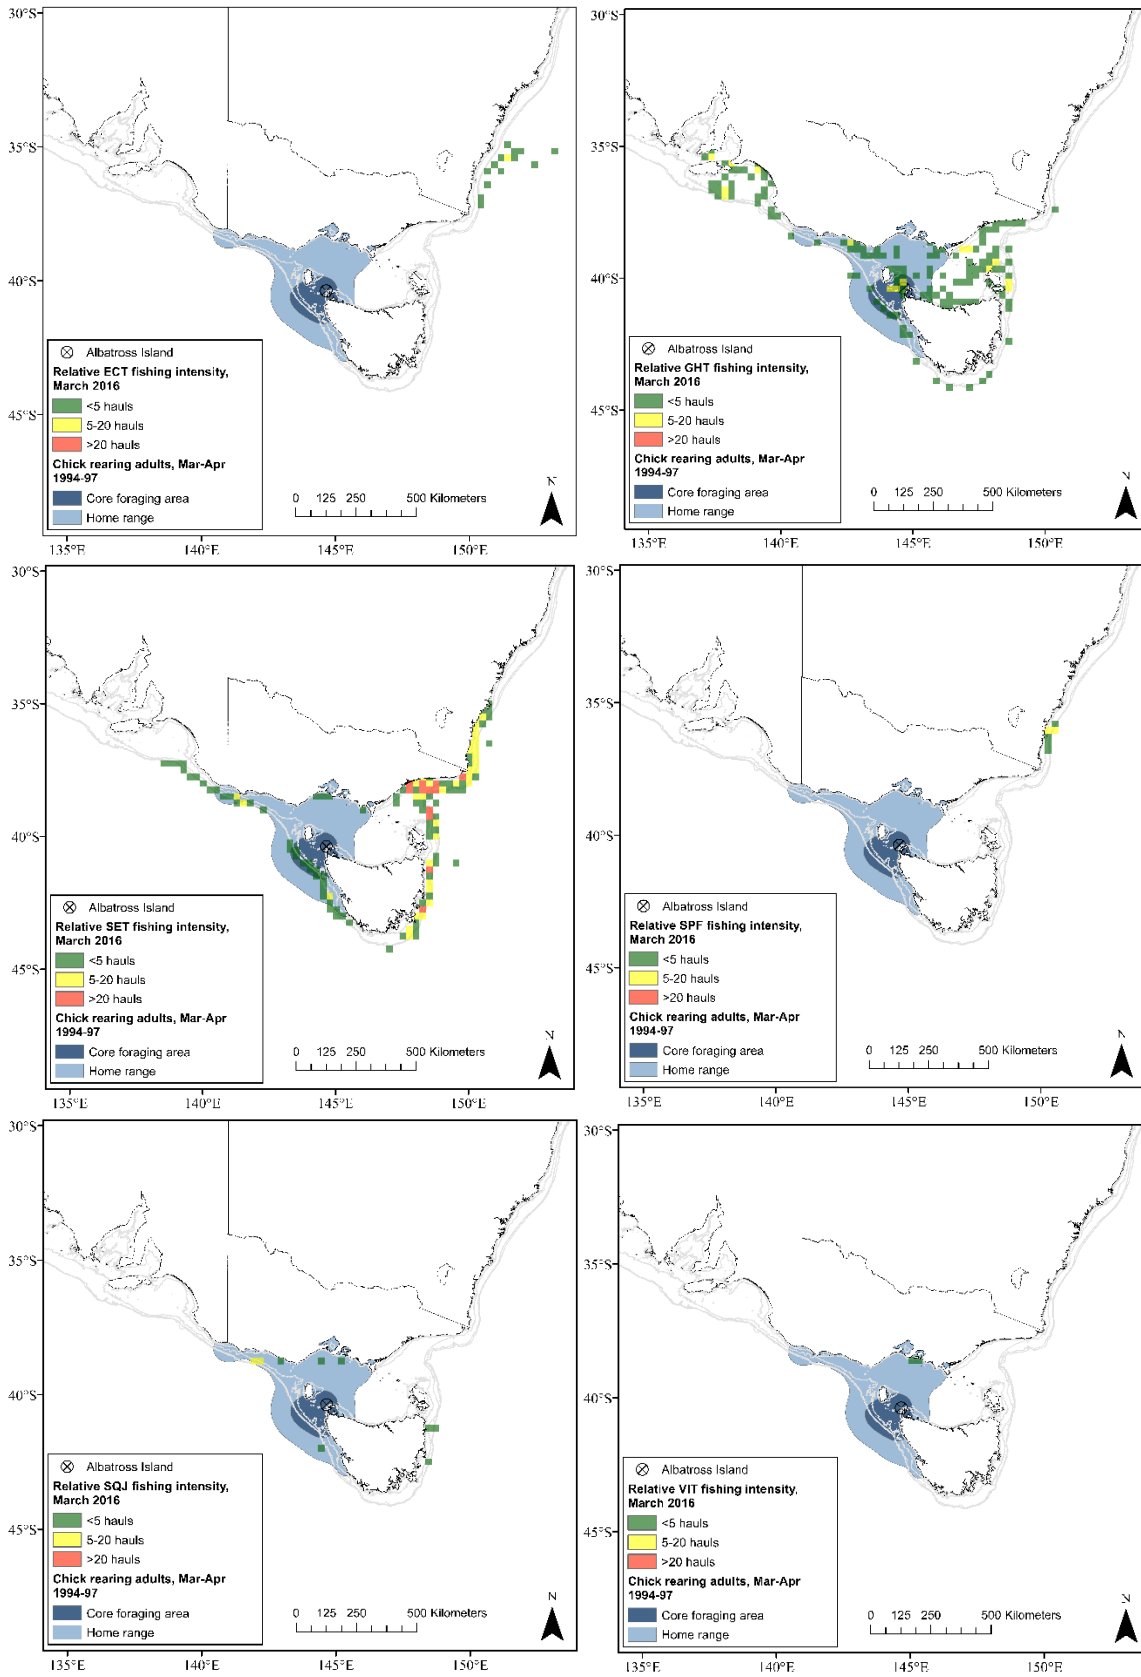 30°S
35°S
40°S
45°S
Albatross Island
Relative ECT fishing intensity,
March 2016
<5 hauls
5-20 hauls
>20 hauls
Chick rearing adults, Mar-Apr
1994-97
Core foraging area
Home range
0 125 250 500 Kilometers
N
135°E 140°E 145°E 150°E
30°S
35°S
40°S
45°S
Albatross Island
Relative GHT fishing intensity,
March 2016
<5 hauls
5-20 hauls
>20 hauls
Chick rearing adults, Mar-Apr
1994-97
Core foraging area
Home range
0 125 250 500 Kilometers
N
135°E 140°E 145°E 150°E
30°S
35°S
40°S
45°S
Albatross Island
Relative SET fishing intensity,
March 2016
<5 hauls
5-20 hauls
>20 hauls
Chick rearing adults, Mar-Apr
1994-97
Core foraging area
Home range
0 125 250 500 Kilometers
N
135°E 140°E 145°E 150°E
30°S
35°S
40°S
45°S
Albatross Island
Relative SPF fishing intensity,
March 2016
<5 hauls
5-20 hauls
>20 hauls
Chick rearing adults, Mar-Apr
1994-97
Core foraging area
Home range
0 125 250 500 Kilometers
N
135°E 140°E 145°E 150°E
30°S
35°S
40°S
45°S
Albatross Island
Relative SQJ fishing intensity,
March 2016
<5 hauls
5-20 hauls
>20 hauls
Chick rearing adults, Mar-Apr
1994-97
Core foraging area
Home range
0 125 250 500 Kilometers
N
135°E 140°E 145°E 150°E
30°S
35°S
40°S
45°S
Albatross Island
Relative VIT fishing intensity,
March 2016
<5 hauls
5-20 hauls
>20 hauls
Chick rearing adults, Mar-Apr
1994-97
Core foraging area
Home range
0 125 250 500 Kilometers
N
135°E 140°E 145°E 150°E